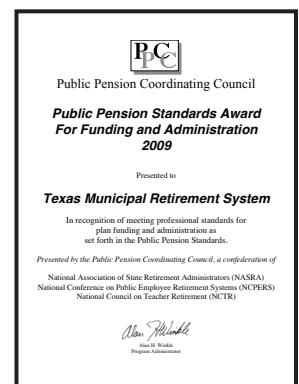 PPCC
Public Pension Coordinating Council
Public Pension Standards Award
For Funding and Administration
2009
Presented to
Texas Municipal Retirement System
In recognition of meeting professional standards for
plan funding and administration as
set forth in the Public Pension Standards.
Presented by the Public Pension Coordinating Council, a confederation of
National Association of State Retirement Administrators (NASRA)
National Conference on Public Employee Retirement Systems (NCPERS)
National Council on Teacher Retirement (NCTR)
Alan H. Winkle
Alan H. Winkle
Program Administrator